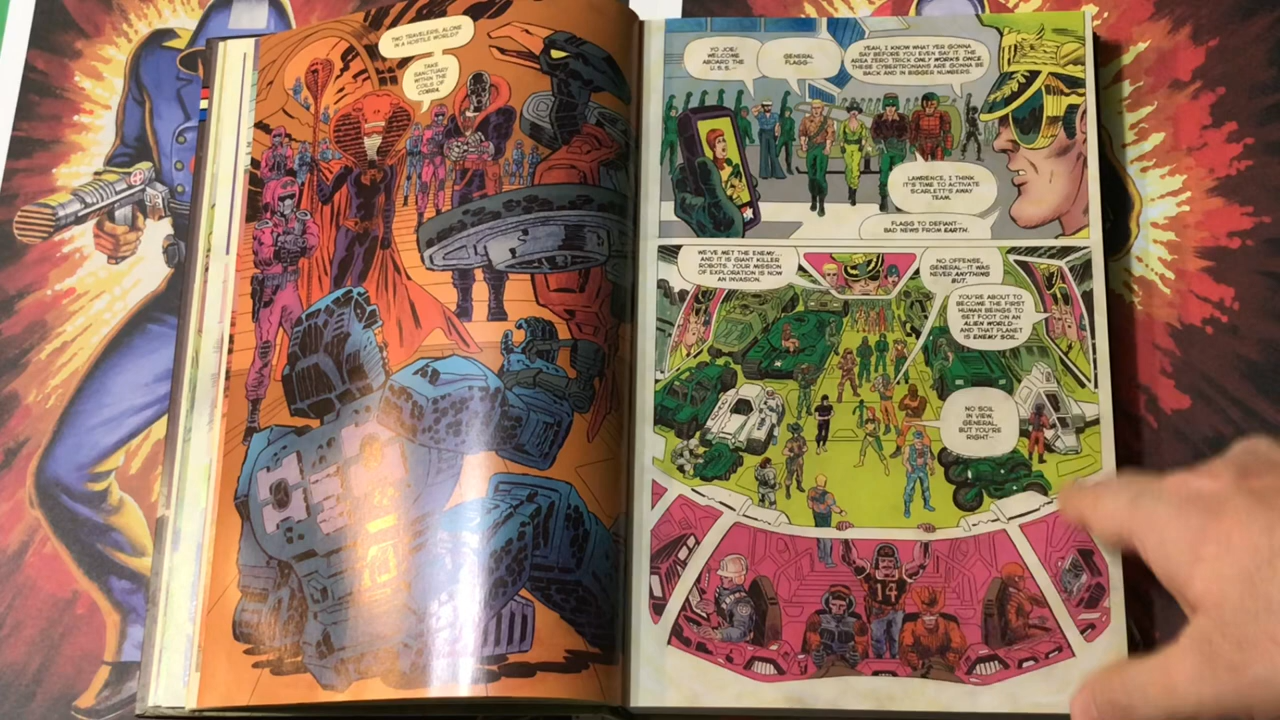 TWO TRAVELERS, ALONE
IN A HOSTILE WORLD?
TAKE
SANCTUARY
WITHIN THE
COILS OF
COBRA.
YO JOE!
WELCOME
ABOARD THE
U.S.S.--
GENERAL
FLAGG--
YEAH, I KNOW WHAT YER GONNA
SAY BEFORE YOU EVEN SAY IT. THE
AREA ZERO TRICK ONLY WORKS ONCE.
THESE CYBERTRONIANS ARE GONNA BE
BACK AND IN BIGGER NUMBERS.
LAWRENCE, I THINK
IT'S TIME TO ACTIVATE
SCARLETT'S AWAY
TEAM.
FLAGG TO DEFIANT--
BAD NEWS FROM EARTH.
WE'VE MET THE ENEMY...
AND IT IS GIANT KILLER
ROBOTS. YOUR MISSION
OF EXPLORATION IS NOW
AN INVASION.
NO OFFENSE,
GENERAL--IT WAS
NEVER ANYTHING
BUT.
YOU'RE ABOUT TO
BECOME THE FIRST
HUMAN BEINGS TO
SET FOOT ON AN
ALIEN WORLD--
AND THAT PLANET
IS ENEMY SOIL.
NO SOIL
IN VIEW,
GENERAL,
BUT YOU'RE
RIGHT--
14